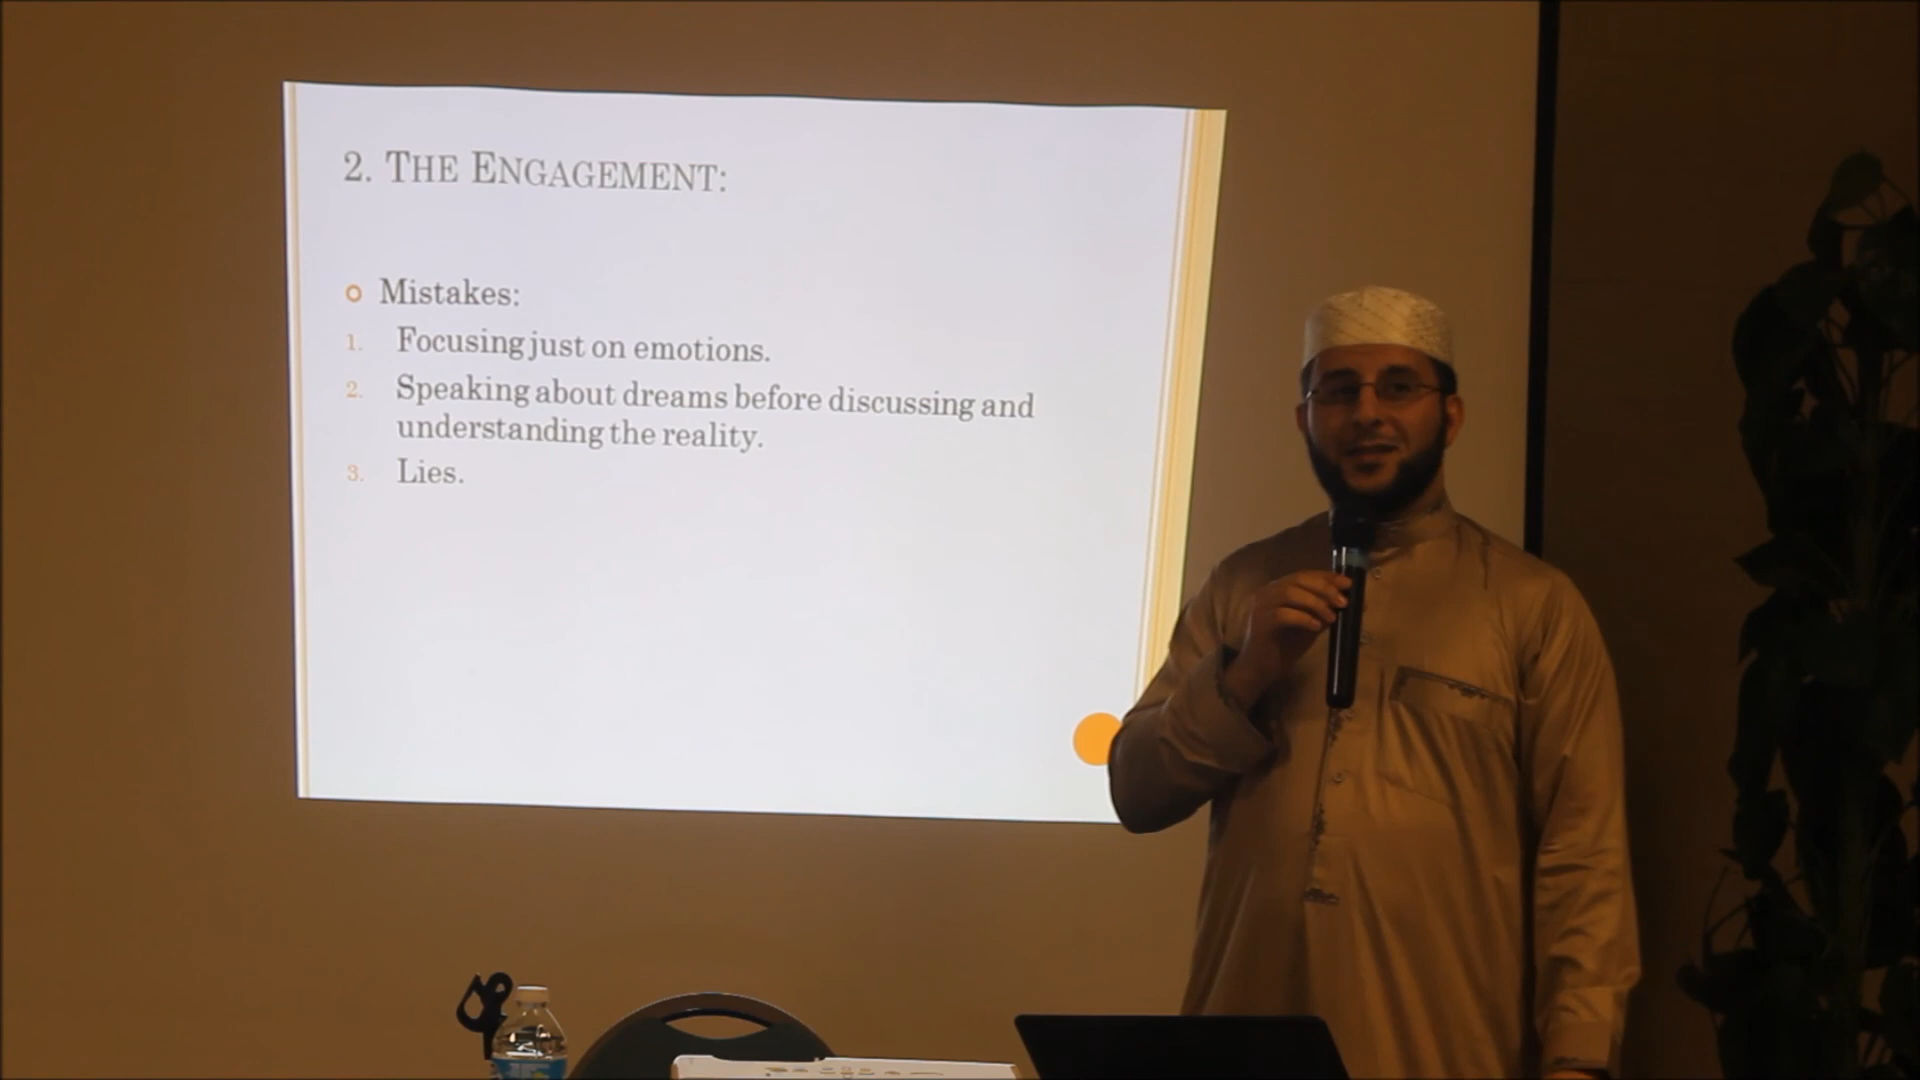 2. THE ENGAGEMENT:
Mistakes:
1. Focusing just on emotions.
2. Speaking about dreams before discussing and
understanding the reality.
3. Lies.